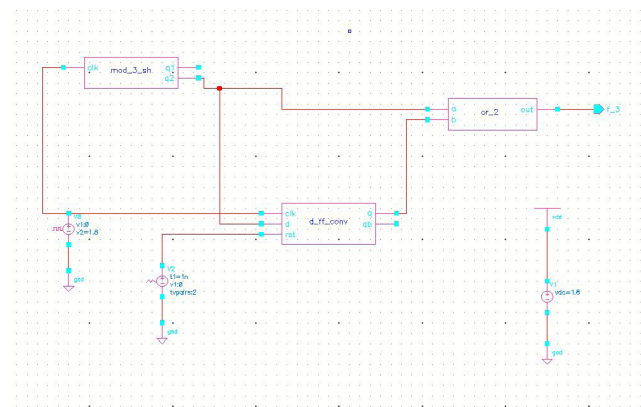 clk
mod_3_sh
q1
q2
a
b
or_2
out
f_3
clk
d
rst
d_ff_conv
q
qb
V0
v1:0
v2=1.8
gnd
V2
t1=1n
v1:0
tvpairs:2
gnd
V1
vdc=1.8
gnd